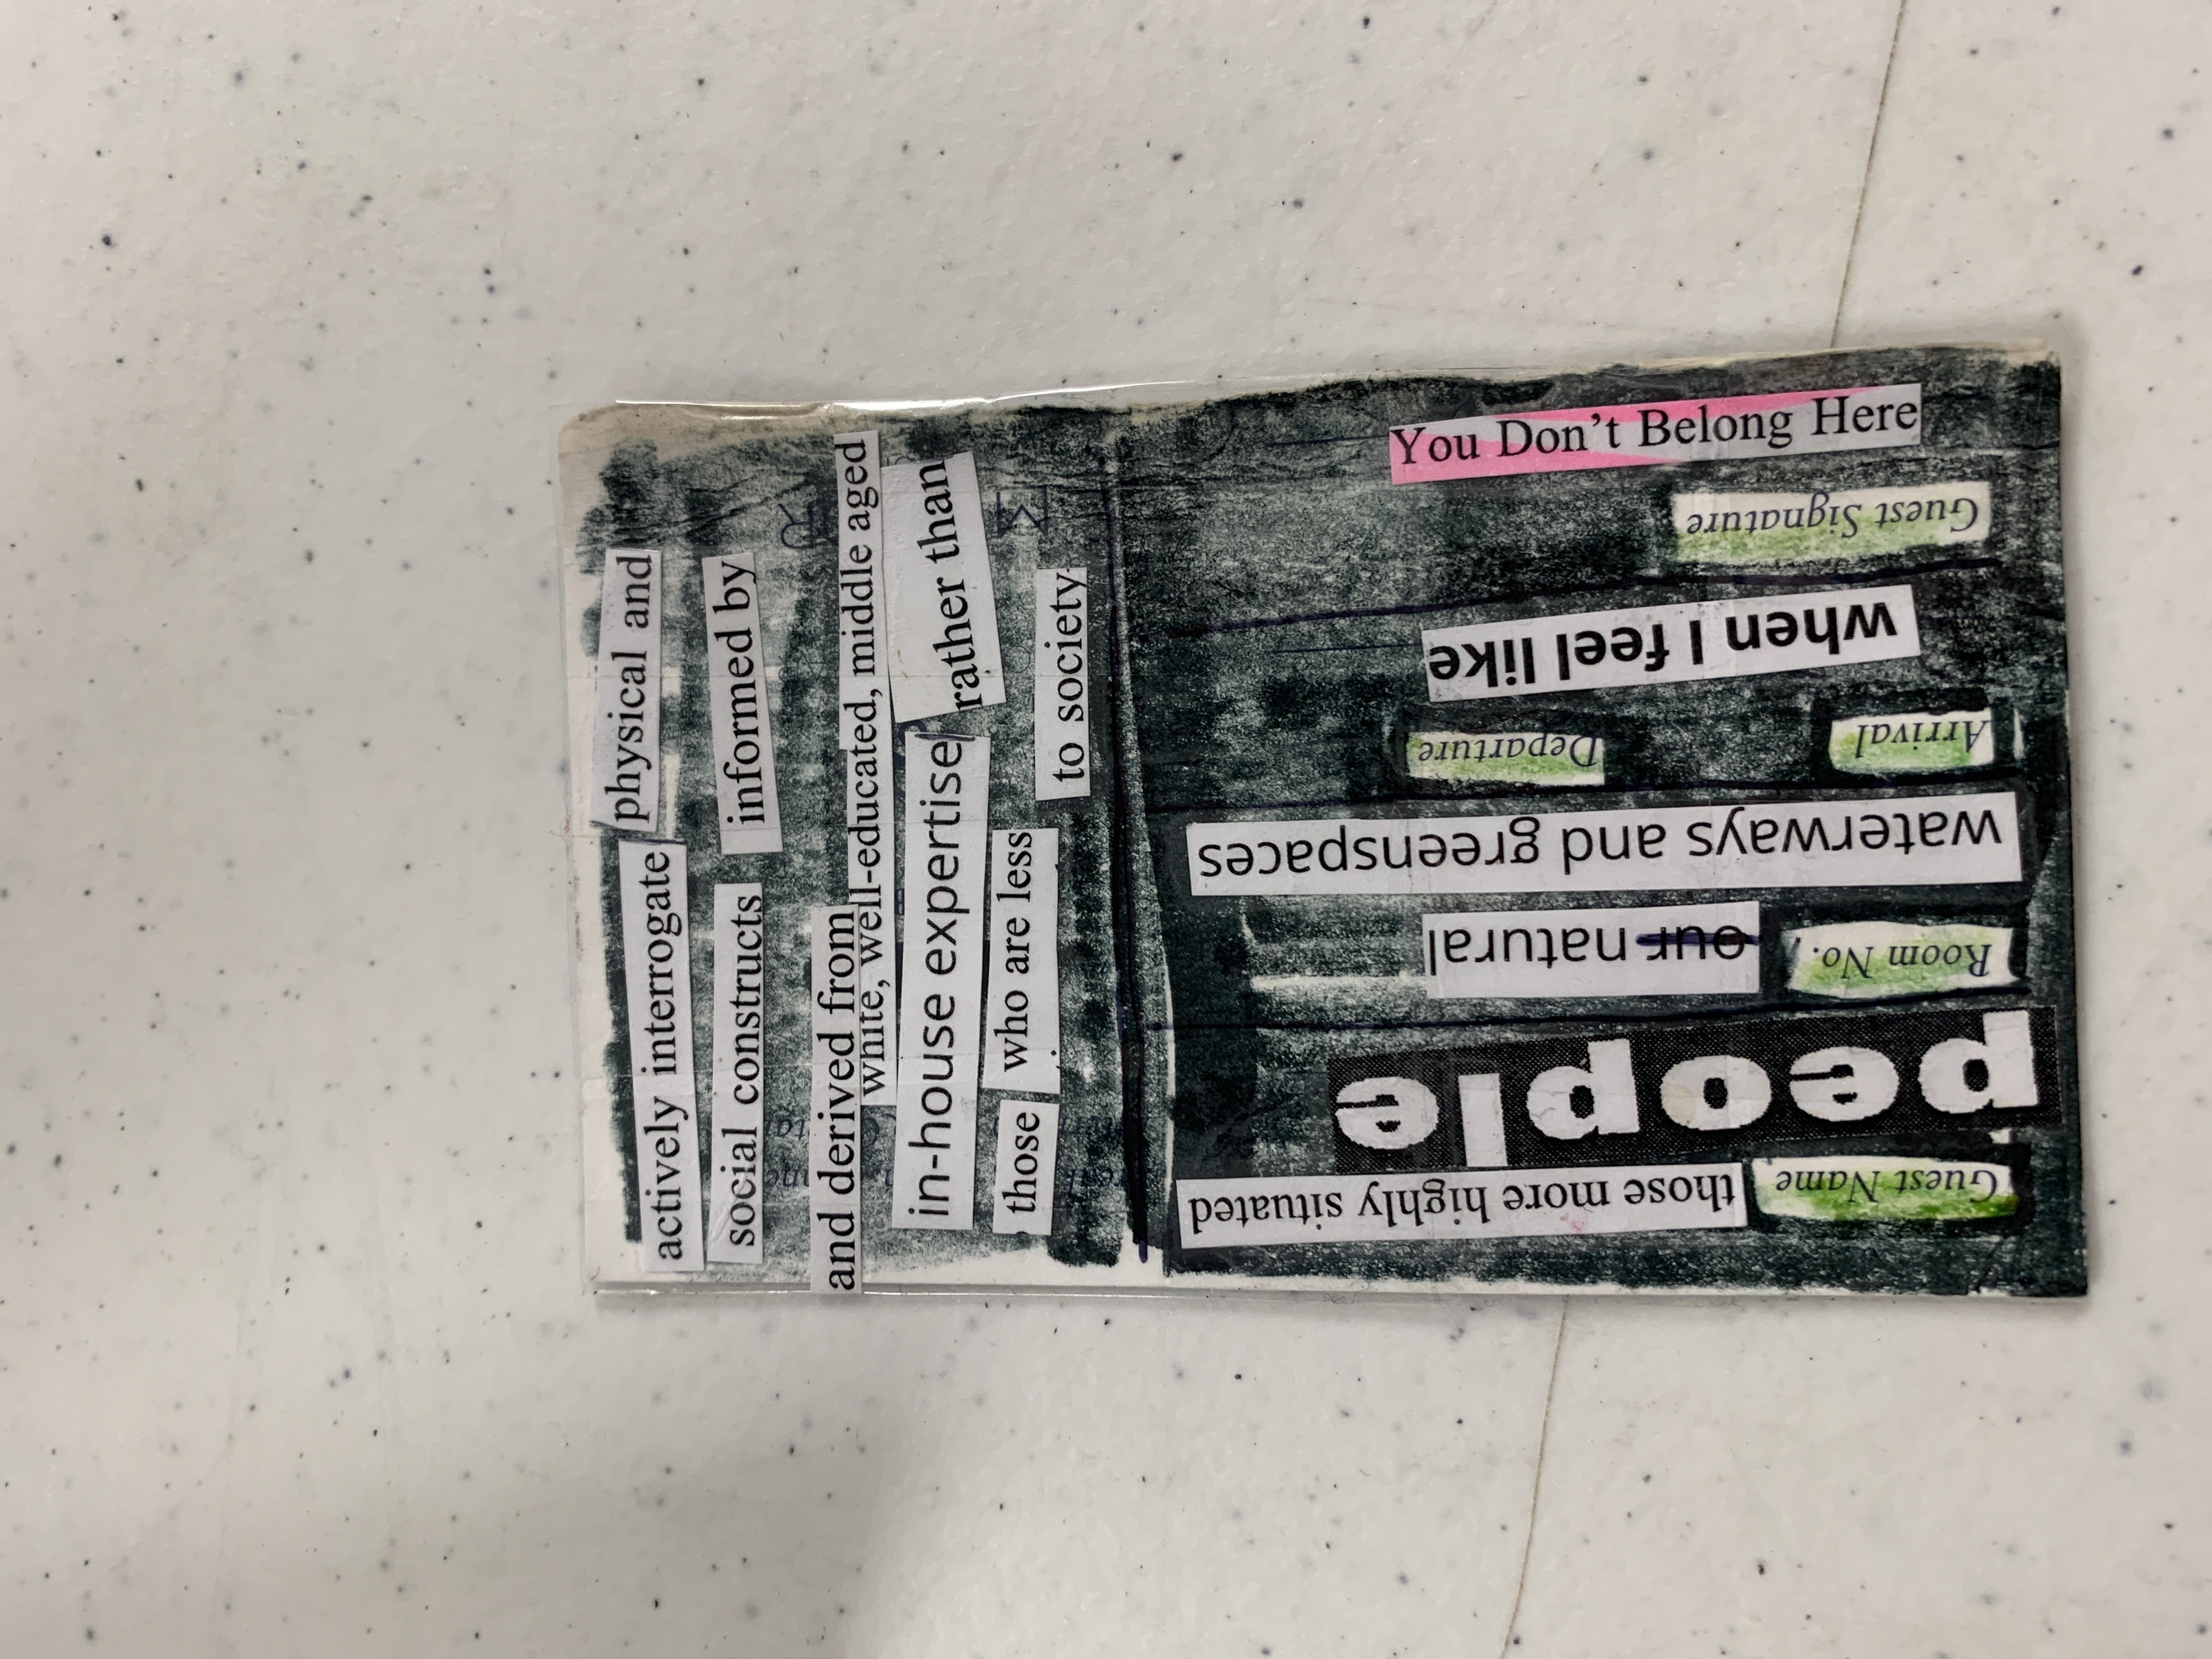 actively interrogate physical and
social constructs informed by
and derived from
white, well-educated, middle aged
in-house expertise rather than
those who are less
to society
Guest Name those more highly situated
people
Room No. our natural
waterways and greenspaces
Arrival Departure
when I feel like
Guest Signature
You Don't Belong Here